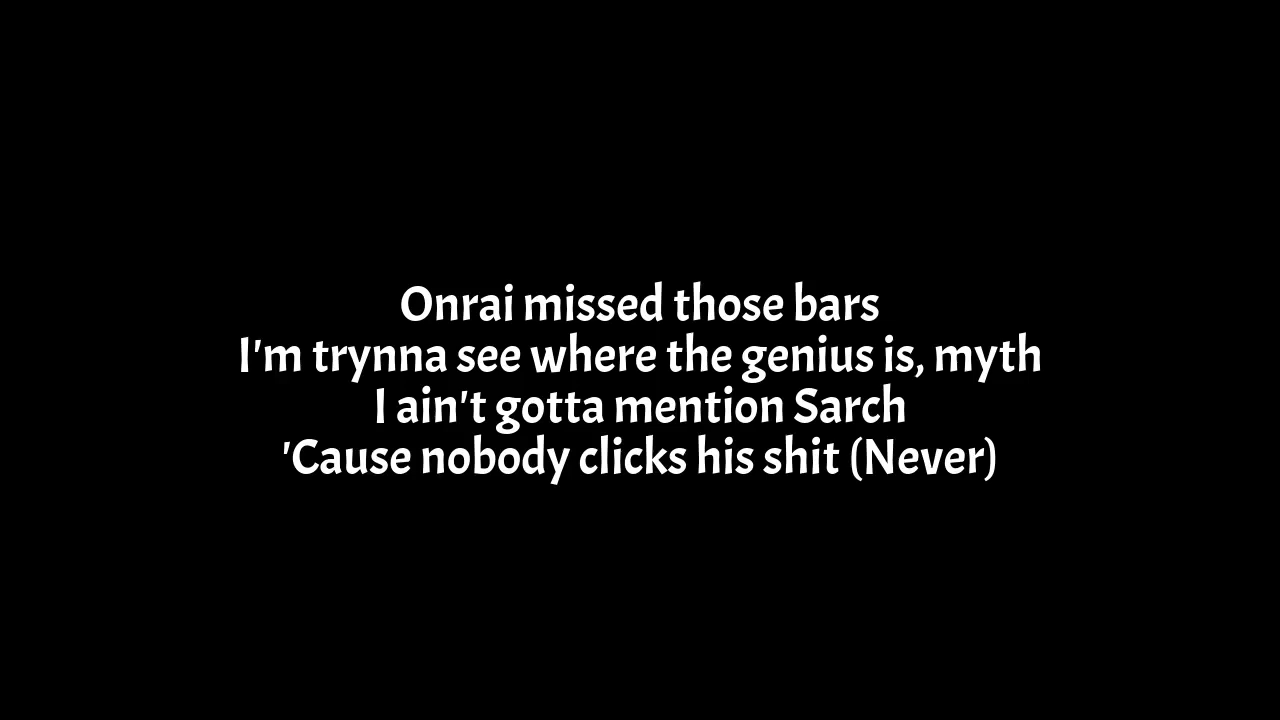 Onrai missed those bars
I'm trynna see where the genius is, myth
I ain't gotta mention Sarch
'Cause nobody clicks his shit (Never)